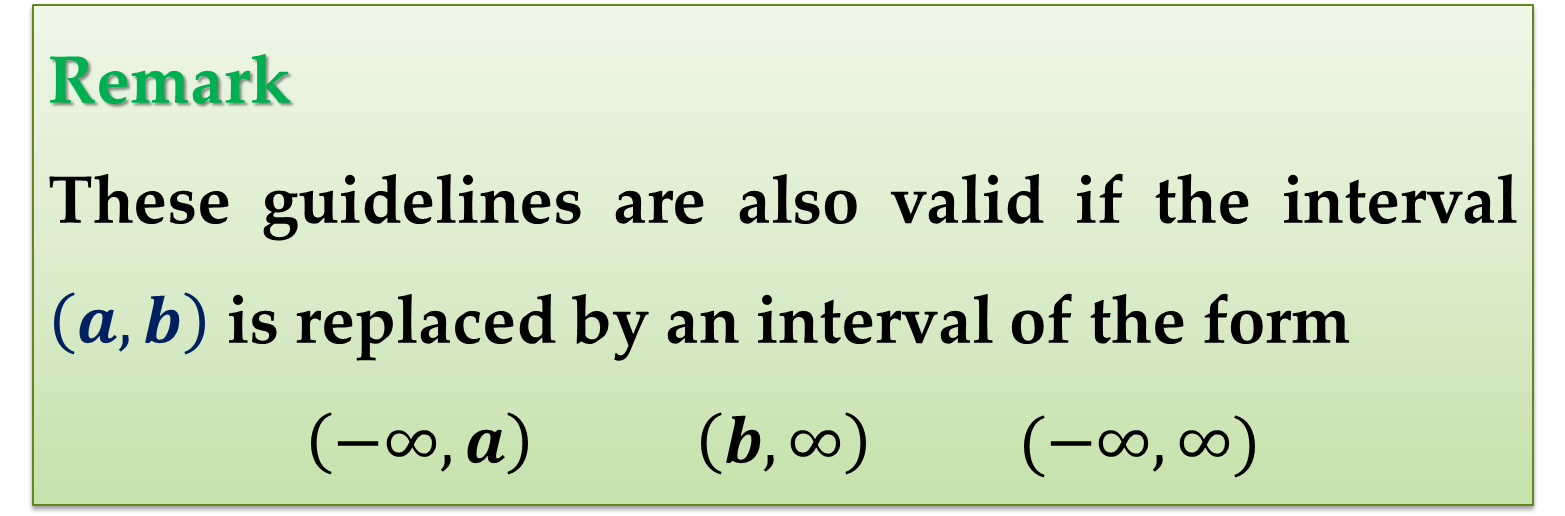 Remark
These guidelines are also valid if the interval
(a, b) is replaced by an interval of the form
(−∞, a) (b, ∞) (−∞, ∞)